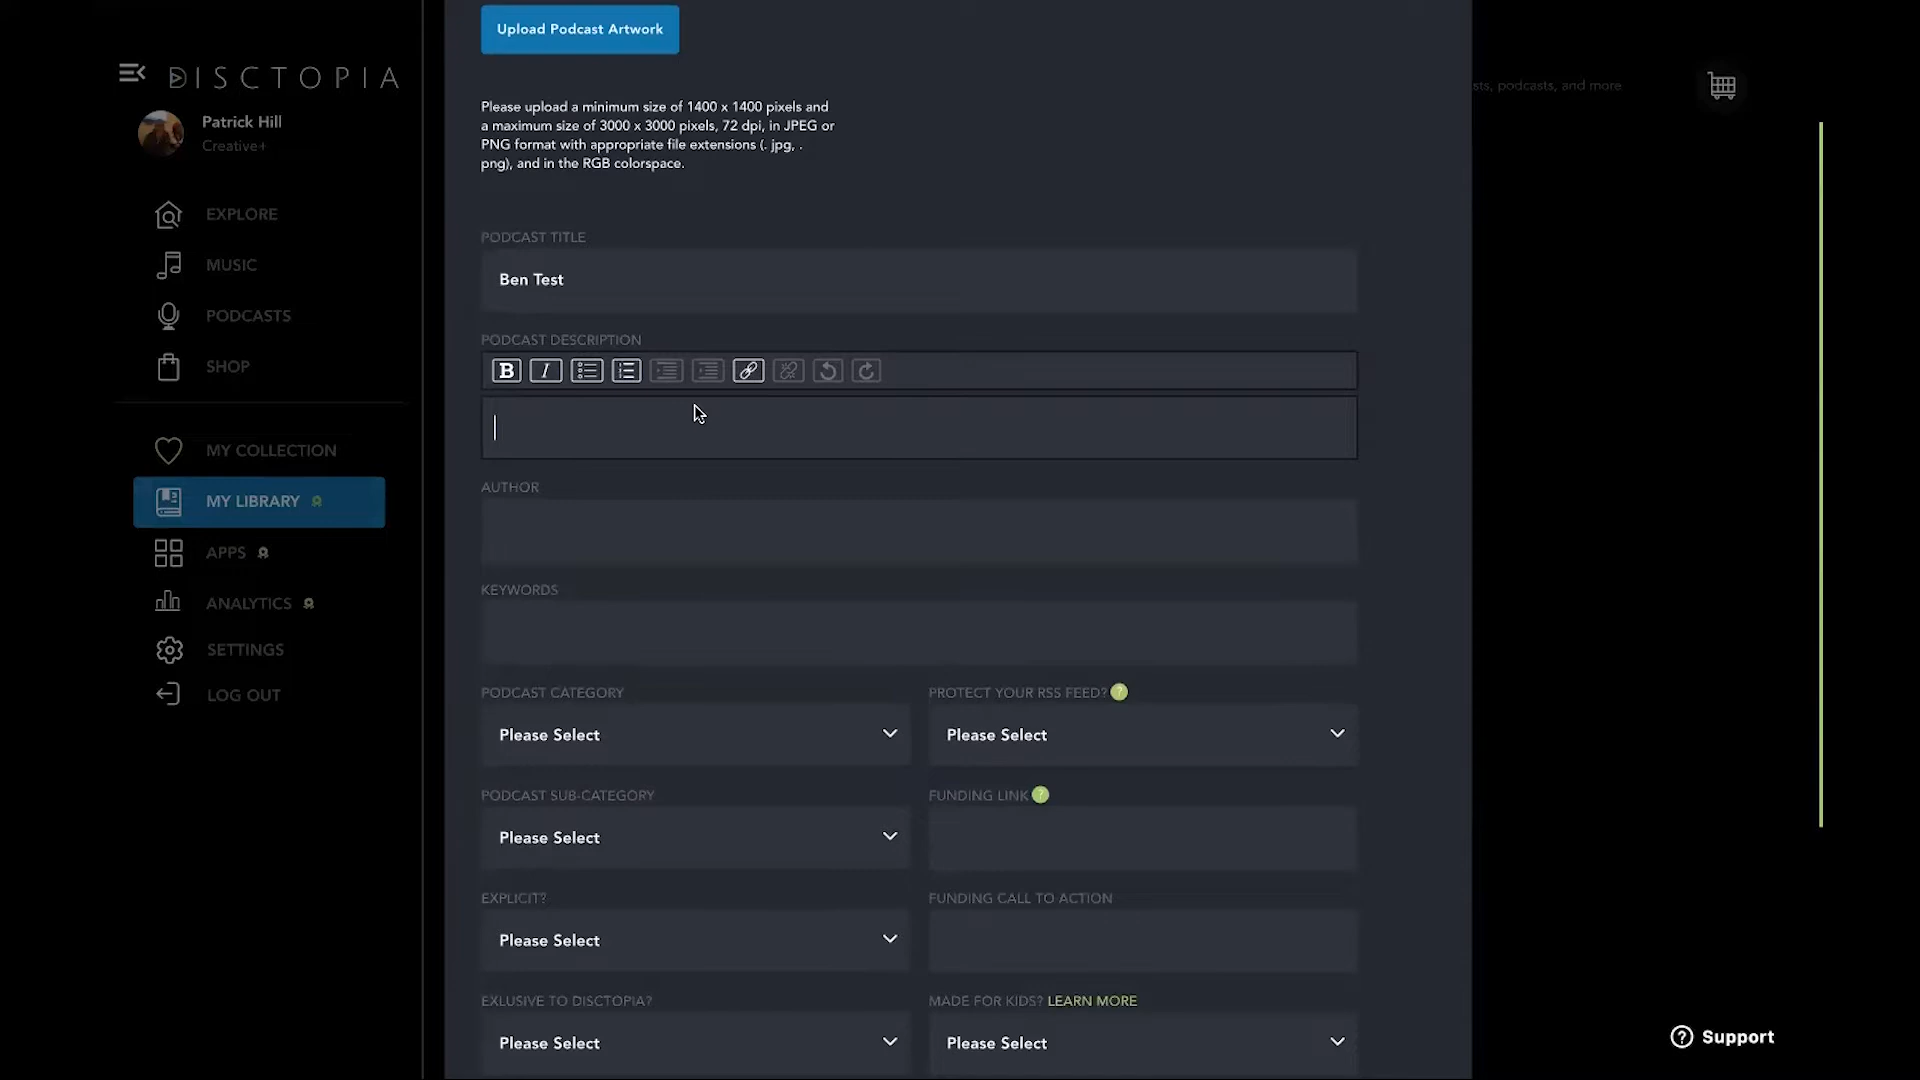 Upload Podcast Artwork
DISCTOPIA
Patrick Hill
Creative+
sts, podcasts, and more
Please upload a minimum size of 1400 x 1400 pixels and
a maximum size of 3000 x 3000 pixels, 72 dpi, in JPEG or
PNG format with appropriate file extensions (. jpg, .
png), and in the RGB colorspace.
EXPLORE
MUSIC
PODCASTS
SHOP
MY COLLECTION
MY LIBRARY
APPS
ANALYTICS
SETTINGS
LOG OUT
PODCAST TITLE
Ben Test
PODCAST DESCRIPTION
B I
AUTHOR
KEYWORDS
PODCAST CATEGORY
Please Select
PROTECT YOUR RSS FEED? ?
Please Select
PODCAST SUB-CATEGORY
Please Select
FUNDING LINK ?
EXPLICIT?
Please Select
FUNDING CALL TO ACTION
EXLUSIVE TO DISCTOPIA?
Please Select
MADE FOR KIDS? LEARN MORE
Please Select
? Support